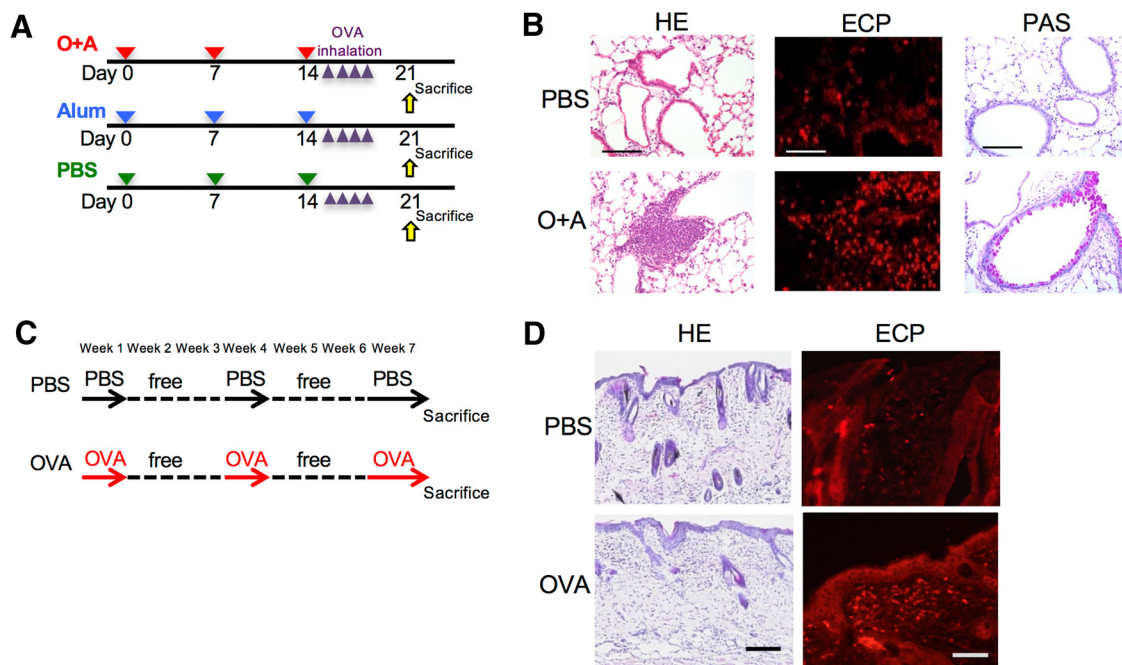 A
O+A
OVA
inhalation
Day 0 7 14 21
Sacrifice
Alum
Day 0 7 14 21
Sacrifice
PBS
Day 0 7 14 21
Sacrifice
B
HE ECP PAS
PBS
O+A
C
Week 1 Week 2 Week 3 Week 4 Week 5 Week 6 Week 7
PBS PBS free PBS free PBS
Sacrifice
OVA OVA free OVA free OVA
Sacrifice
D
HE ECP
PBS
OVA